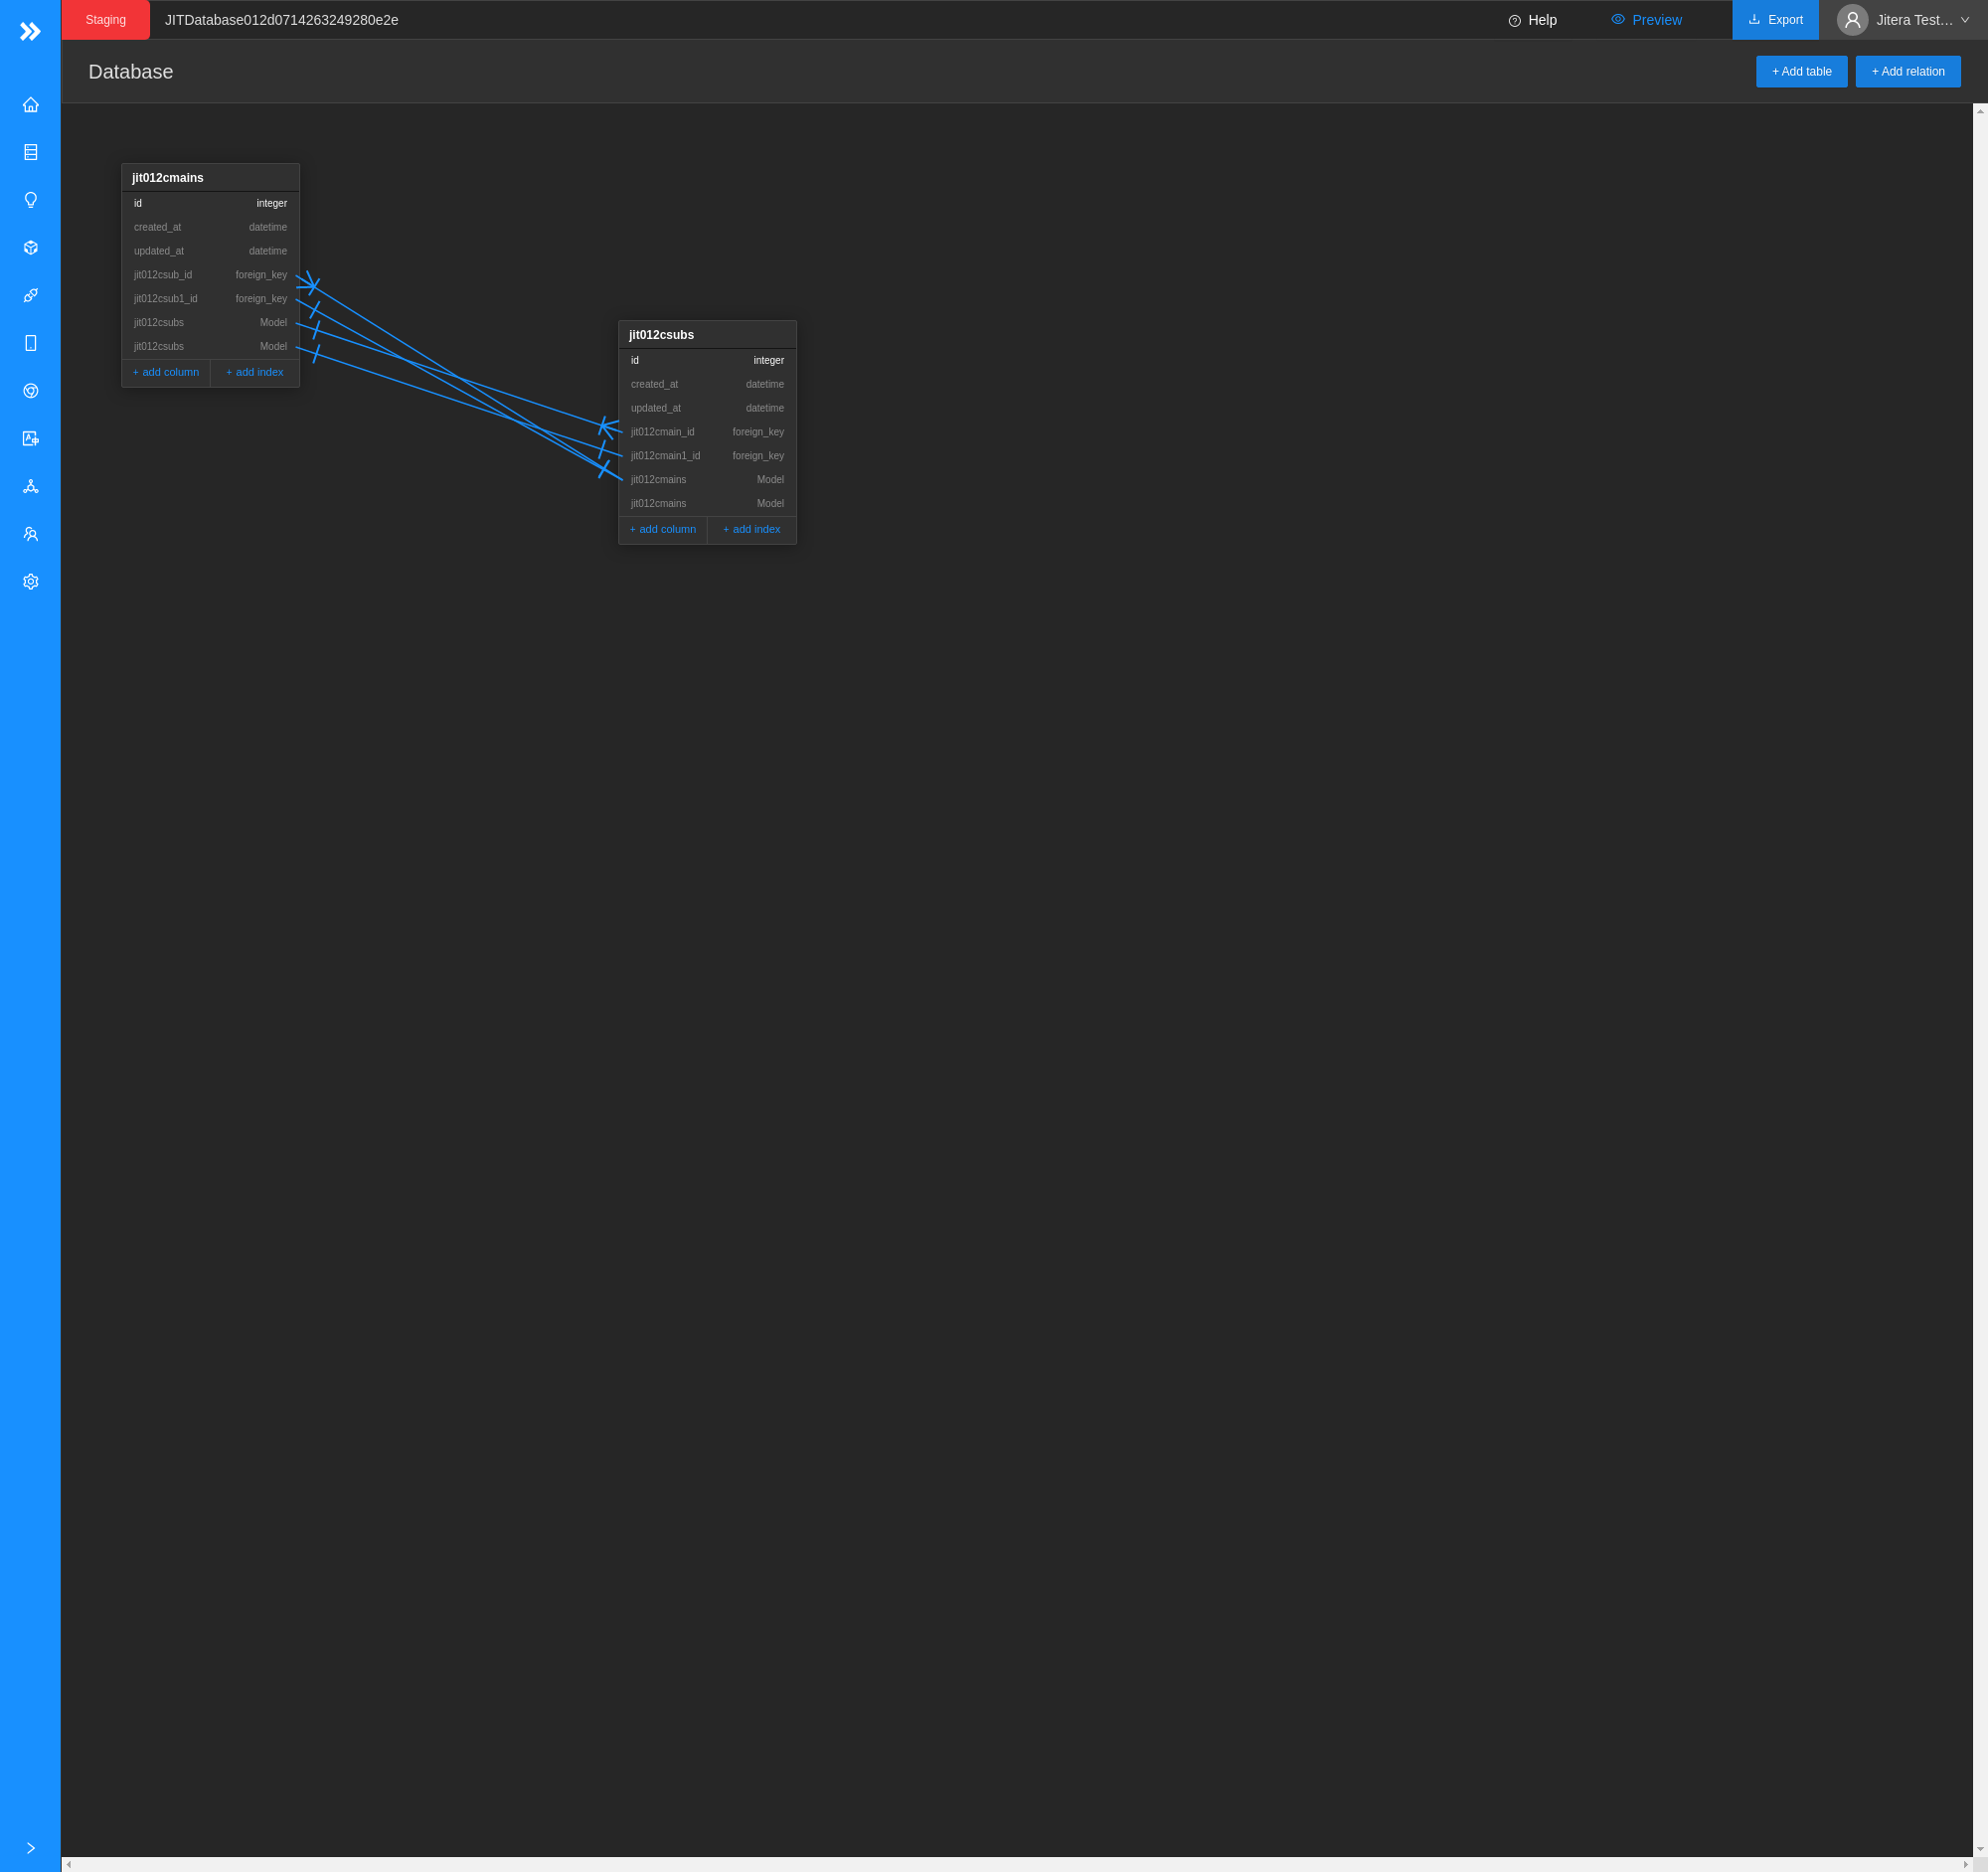 Staging JITDatabase012d0714263249280e2e Help Preview Export Jitera Test…
Database + Add table + Add relation
jit012cmains
id integer
created_at datetime
updated_at datetime
jit012csub_id foreign_key
jit012csub1_id foreign_key
jit012csubs Model
jit012csubs Model
+ add column + add index
jit012csubs
id integer
created_at datetime
updated_at datetime
jit012cmain_id foreign_key
jit012cmain1_id foreign_key
jit012cmains Model
jit012cmains Model
+ add column + add index